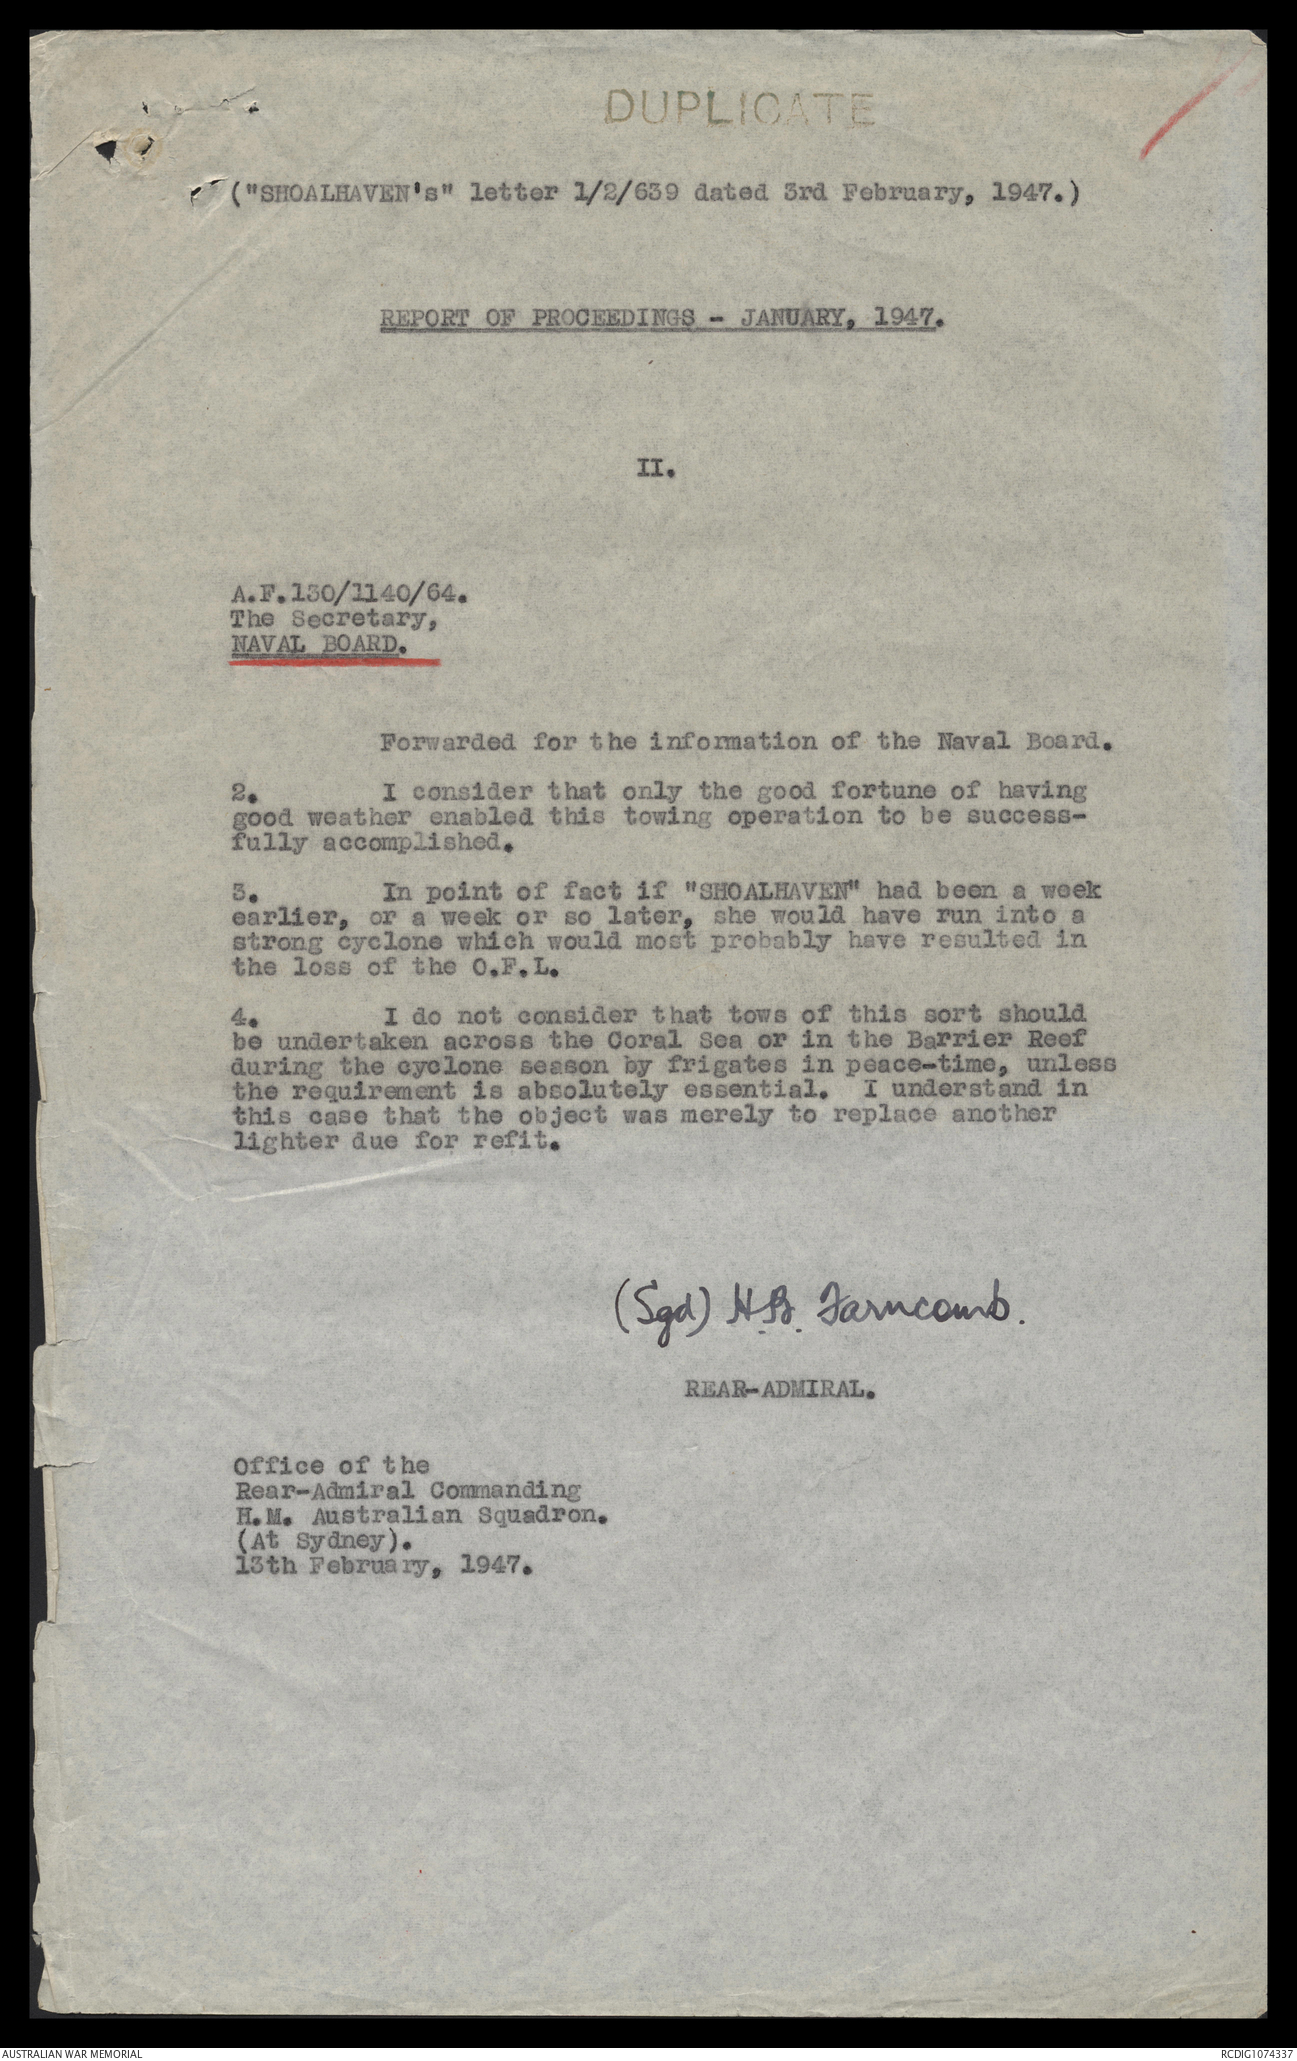 DUPLICATE
("SHOALHAVEN's" letter 1/2/639 dated 3rd February, 1947.)
REPORT OF PROCEEDINGS - JANUARY, 1947.
II.
A.F.130/1140/64.
The Secretary,
NAVAL BOARD.
Forwarded for the information of the Naval Board.
2. I consider that only the good fortune of having
good weather enabled this towing operation to be success-
fully accomplished.
3. In point of fact if "SHOALHAVEN" had been a week
earlier, or a week or so later, she would have run into a
strong cyclone which would most probably have resulted in
the loss of the O.F.L.
4. I do not consider that tows of this sort should
be undertaken across the Coral Sea or in the Barrier Reef
during the cyclone season by frigates in peace-time, unless
the requirement is absolutely essential. I understand in
this case that the object was merely to replace another
lighter due for refit.
(Sgd) H.B. Farncomb.
REAR-ADMIRAL.
Office of the
Rear-Admiral Commanding
H.M. Australian Squadron.
(At Sydney).
13th February, 1947.
AUSTRALIAN WAR MEMORIAL
RCDIG1074337